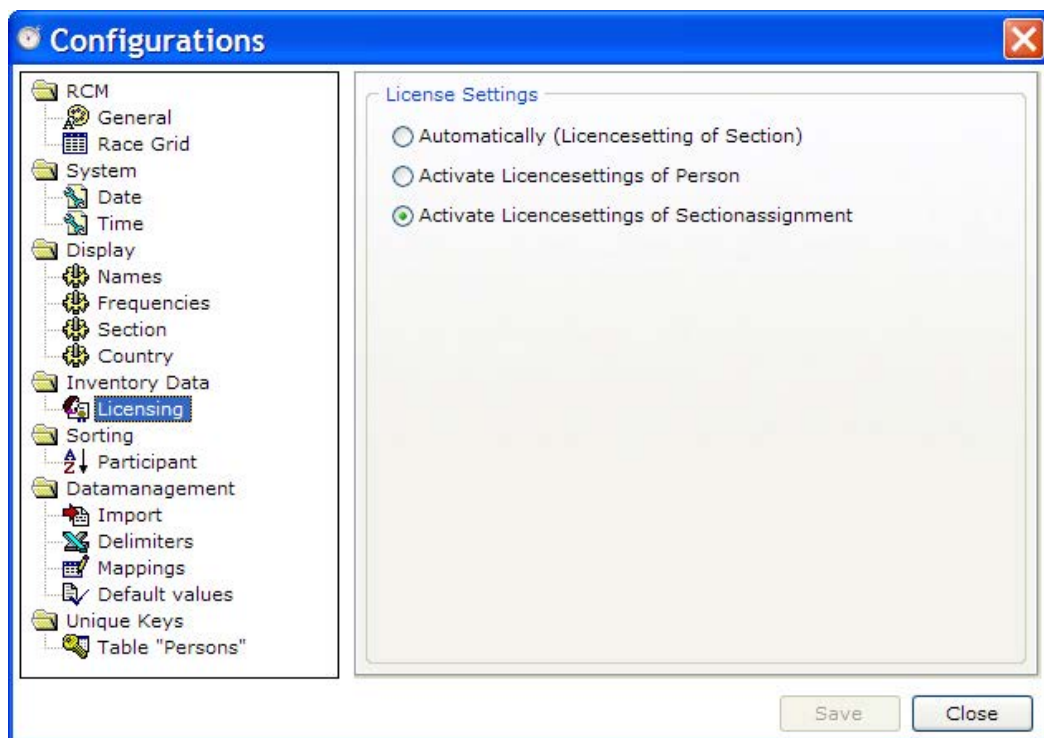 Configurations
RCM
General
Race Grid
System
Date
Time
Display
Names
Frequencies
Section
Country
Inventory Data
Licensing
Sorting
Participant
Datamanagement
Import
Delimiters
Mappings
Default values
Unique Keys
Table "Persons"
License Settings
Automatically (Licencesetting of Section)
Activate Licencesettings of Person
Activate Licencesettings of Sectionassignment
Save
Close